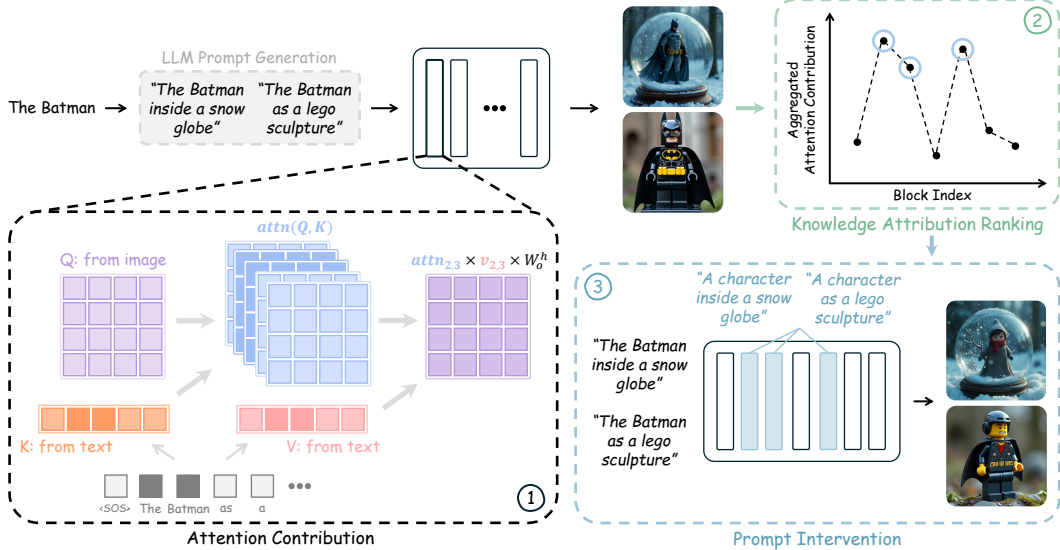 LLM Prompt Generation
The Batman
“The Batman
inside a snow
globe”
“The Batman
as a lego
sculpture”
•••
2
Aggregated
Attention Contribution
Block Index
Knowledge Attribution Ranking
attn(Q, K)
Q: from image
attn2,3 × v2,3 × W_o^h
K: from text
V: from text
<SOS> The Batman as a •••
1
Attention Contribution
3
“A character
inside a snow
globe”
“A character
as a lego
sculpture”
“The Batman
inside a snow
globe”
“The Batman
as a lego
sculpture”
Prompt Intervention